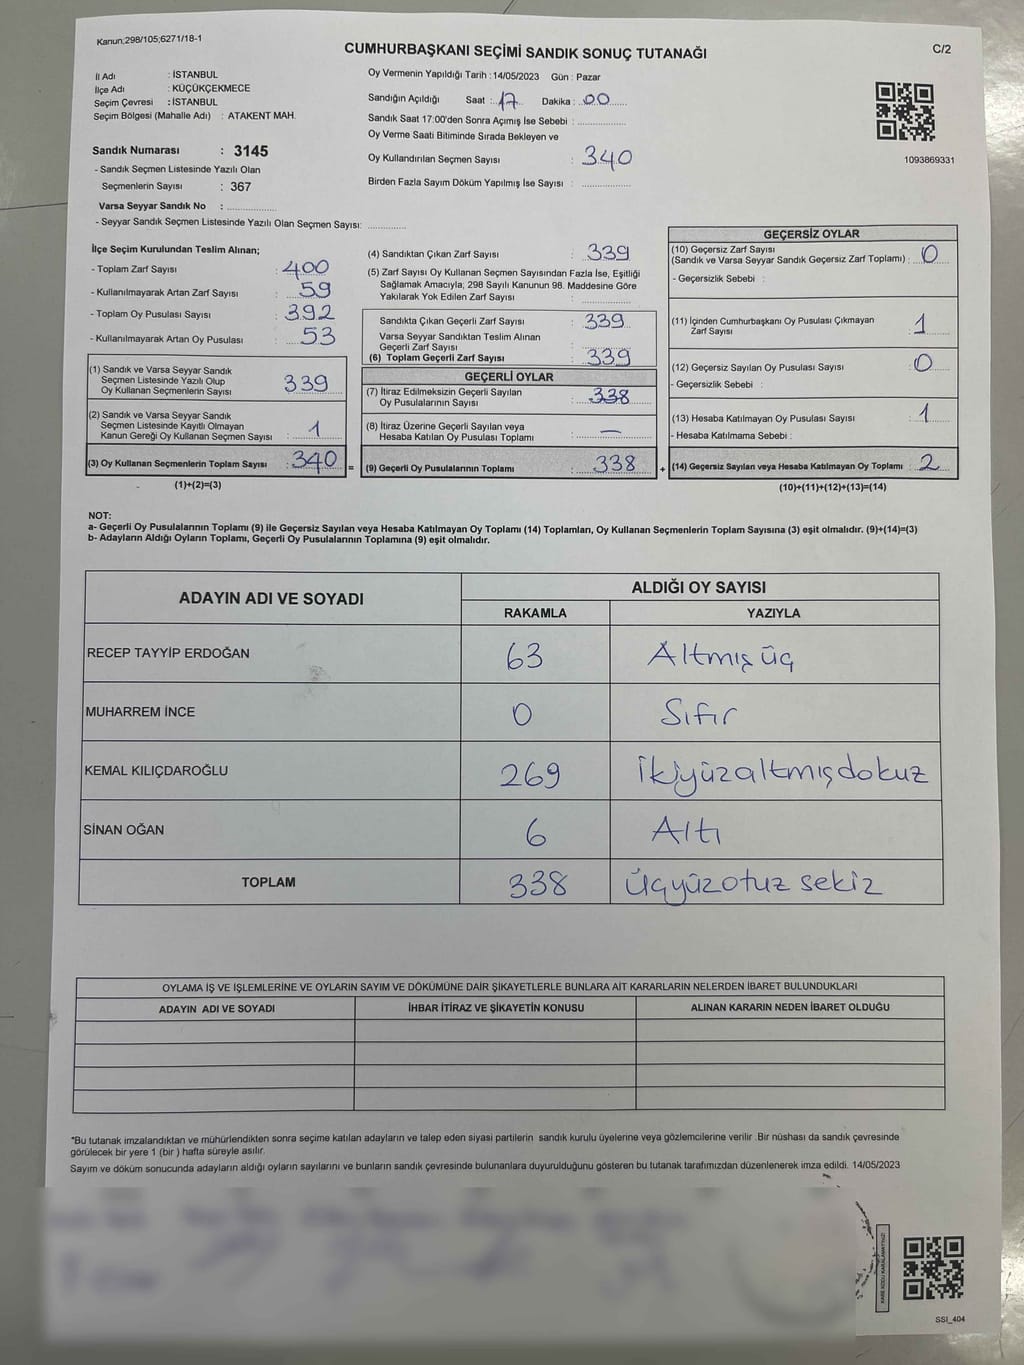 Kanun;298/105;6271/18-1
CUMHURBAŞKANI SEÇİMİ SANDIK SONUÇ TUTANAĞI
C/2
İl Adı : İSTANBUL
İlçe Adı : KÜÇÜKÇEKMECE
Seçim Çevresi : İSTANBUL
Seçim Bölgesi (Mahalle Adı) : ATAKENT MAH.
Sandık Numarası : 3145
- Sandık Seçmen Listesinde Yazılı Olan
Seçmenlerin Sayısı : 367
Varsa Seyyar Sandık No :
- Seyyar Sandık Seçmen Listesinde Yazılı Olan Seçmen Sayısı:
Oy Vermenin Yapıldığı Tarih : 14/05/2023 Gün : Pazar
Sandığın Açıldığı Saat : 17 Dakika : 00
Sandık Saat 17:00'den Sonra Açımış İse Sebebi :
Oy Verme Saati Bitiminde Sırada Bekleyen ve
Oy Kullandırılan Seçmen Sayısı : 340
Birden Fazla Sayım Döküm Yapılmış İse Sayısı :
1093869331
İlçe Seçim Kurulundan Teslim Alınan;
- Toplam Zarf Sayısı : 400
- Kullanılmayarak Artan Zarf Sayısı : 59
- Toplam Oy Pusulası Sayısı : 392
- Kullanılmayarak Artan Oy Pusulası : 53
(1) Sandık ve Varsa Seyyar Sandık
Seçmen Listesinde Yazılı Olup
Oy Kullanan Seçmenlerin Sayısı : 339
(2) Sandık ve Varsa Seyyar Sandık
Seçmen Listesinde Kayıtlı Olmayan
Kanun Gereği Oy Kullanan Seçmen Sayısı : 1
(3) Oy Kullanan Seçmenlerin Toplam Sayısı : 340 =
(1)+(2)=(3)
(4) Sandıktan Çıkan Zarf Sayısı : 339
(5) Zarf Sayısı Oy Kullanan Seçmen Sayısından Fazla İse, Eşitliği
Sağlamak Amacıyla, 298 Sayılı Kanunun 98. Maddesine Göre
Yakılarak Yok Edilen Zarf Sayısı :
Sandıkta Çıkan Geçerli Zarf Sayısı : 339
Varsa Seyyar Sandıktan Teslim Alınan
Geçerli Zarf Sayısı :
(6) Toplam Geçerli Zarf Sayısı : 339
GEÇERLİ OYLAR
(7) İtiraz Edilmeksizin Geçerli Sayılan
Oy Pusulalarının Sayısı : 338
(8) İtiraz Üzerine Geçerli Sayılan veya
Hesaba Katılan Oy Pusulası Toplamı : —
(9) Geçerli Oy Pusulalarının Toplamı : 338 +
GEÇERSİZ OYLAR
(10) Geçersiz Zarf Sayısı
(Sandık ve Varsa Seyyar Sandık Geçersiz Zarf Toplamı) : 0
- Geçersizlik Sebebi :
(11) İçinden Cumhurbaşkanı Oy Pusulası Çıkmayan
Zarf Sayısı : 1
(12) Geçersiz Sayılan Oy Pusulası Sayısı : 0
- Geçersizlik Sebebi :
(13) Hesaba Katılmayan Oy Pusulası Sayısı : 1
- Hesaba Katılmama Sebebi :
(14) Geçersiz Sayılan veya Hesaba Katılmayan Oy Toplamı : 2
(10)+(11)+(12)+(13)=(14)
NOT:
a- Geçerli Oy Pusulalarının Toplamı (9) ile Geçersiz Sayılan veya Hesaba Katılmayan Oy Toplamı (14) Toplamları, Oy Kullanan Seçmenlerin Toplam Sayısına (3) eşit olmalıdır. (9)+(14)=(3)
b- Adayların Aldığı Oyların Toplamı, Geçerli Oy Pusulalarının Toplamına (9) eşit olmalıdır.
ADAYIN ADI VE SOYADI
ALDIĞI OY SAYISI
RAKAMLA YAZIYLA
RECEP TAYYİP ERDOĞAN 63 Altmış üç
MUHARREM İNCE 0 Sıfır
KEMAL KILIÇDAROĞLU 269 İkiyüzaltmışdokuz
SİNAN OĞAN 6 Altı
TOPLAM 338 Üçyüzotuz sekiz
OYLAMA İŞ VE İŞLEMLERİNE VE OYLARIN SAYIM VE DÖKÜMÜNE DAİR ŞİKAYETLERLE BUNLARA AİT KARARLARIN NELERDEN İBARET BULUNDUKLARI
ADAYIN ADI VE SOYADI İHBAR İTİRAZ VE ŞİKAYETİN KONUSU ALINAN KARARIN NEDEN İBARET OLDUĞU
*Bu tutanak imzalandıktan ve mühürlendikten sonra seçime katılan adayların ve talep eden siyasi partilerin sandık kurulu üyelerine veya gözlemcilerine verilir .Bir nüshası da sandık çevresinde
görülecek bir yere 1 (bir ) hafta süreyle asılır.
Sayım ve döküm sonucunda adayların aldığı oyların sayılarını ve bunların sandık çevresinde bulunanlara duyurulduğunu gösteren bu tutanak tarafımızdan düzenlenerek imza edildi. 14/05/2023
KARE KODU KARALAMAYINIZ!
SSI_404